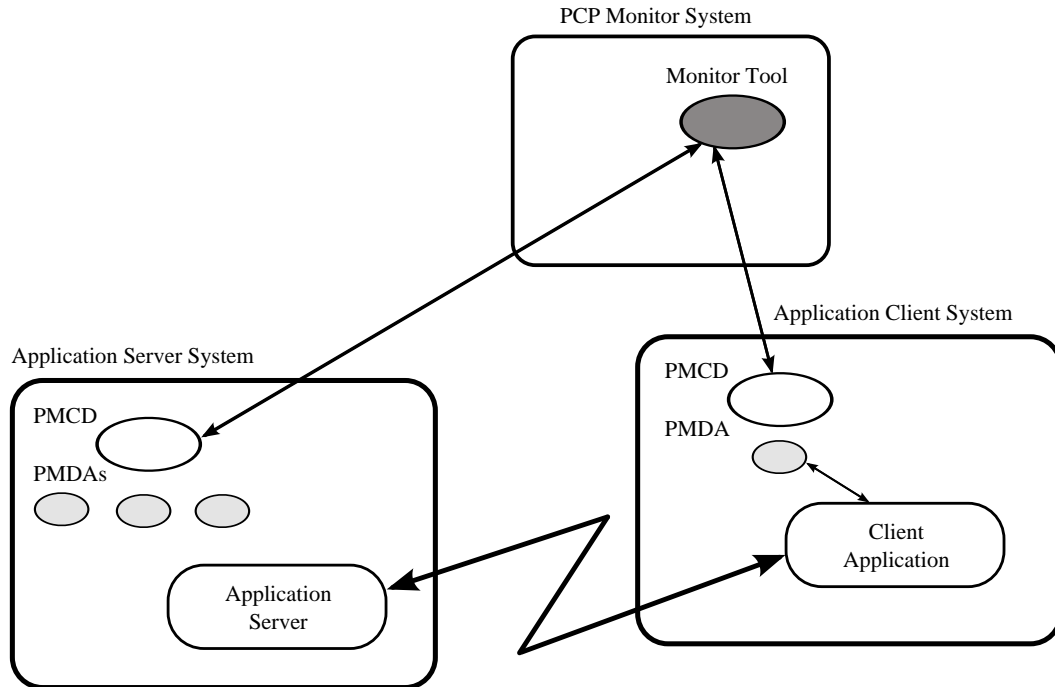 PCP Monitor System
Monitor Tool
Application Client System
Application Server System
PMCD
PMDA
PMCD
PMDAs
Client
Application
Application
Server